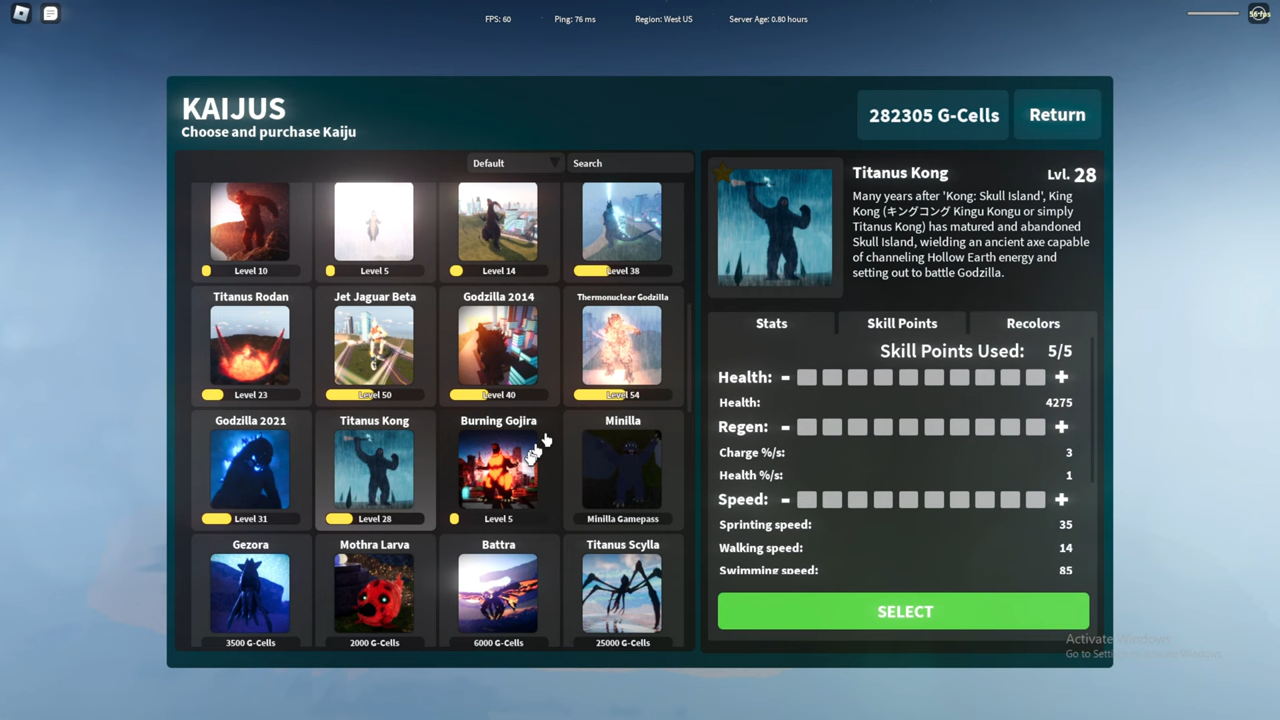 FPS: 60
Ping: 76 ms
Region: West US
Server Age: 0.80 hours
56 fps
KAIJUS
Choose and purchase Kaiju
282305 G-Cells
Return
Default
Search
Level 10
Level 5
Level 14
Level 38
Titanus Rodan
Jet Jaguar Beta
Godzilla 2014
Thermonuclear Godzilla
Level 23
Level 50
Level 40
Level 54
Godzilla 2021
Titanus Kong
Burning Gojira
Minilla
Level 31
Level 28
Level 5
Minilla Gamepass
Gezora
Mothra Larva
Battra
Titanus Scylla
3500 G-Cells
2000 G-Cells
6000 G-Cells
25000 G-Cells
Titanus Kong
Lvl. 28
Many years after 'Kong: Skull Island', King
Kong (キングコング Kingu Kongu or simply
Titanus Kong) has matured and abandoned
Skull Island, wielding an ancient axe capable
of channeling Hollow Earth energy and
setting out to battle Godzilla.
Stats
Skill Points
Recolors
Skill Points Used: 5/5
Health: - +
Health: 4275
Regen: - +
Charge %/s: 3
Health %/s: 1
Speed: - +
Sprinting speed: 35
Walking speed: 14
Swimming speed: 85
SELECT
Activate Windows